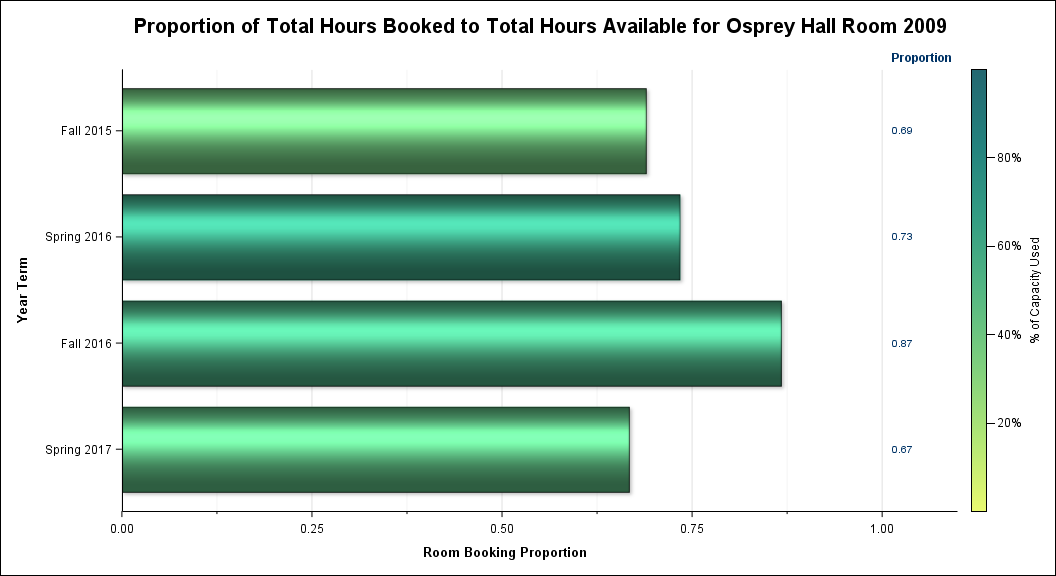 Proportion of Total Hours Booked to Total Hours Available for Osprey Hall Room 2009
Proportion
Fall 2015
0.69
Spring 2016
0.73
Fall 2016
0.87
Spring 2017
0.67
Year Term
0.00 0.25 0.50 0.75 1.00
Room Booking Proportion
80%
60%
40%
20%
% of Capacity Used